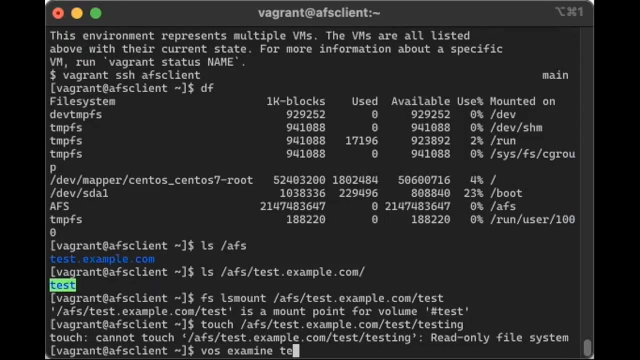 vagrant@afsclient:~
⌥⌘1
This environment represents multiple VMs. The VMs are all listed
above with their current state. For more information about a specific
VM, run `vagrant status NAME`.
$ vagrant ssh afsclient main
[vagrant@afsclient ~]$ df
Filesystem 1K-blocks Used Available Use% Mounted on
devtmpfs 929252 0 929252 0% /dev
tmpfs 941088 0 941088 0% /dev/shm
tmpfs 941088 17196 923892 2% /run
tmpfs 941088 0 941088 0% /sys/fs/cgrou
p
/dev/mapper/centos_centos7-root 52403200 1802484 50600716 4% /
/dev/sda1 1038336 229496 808840 23% /boot
AFS 2147483647 0 2147483647 0% /afs
tmpfs 188220 0 188220 0% /run/user/100
0
[vagrant@afsclient ~]$ ls /afs
test.example.com
[vagrant@afsclient ~]$ ls /afs/test.example.com/
test
[vagrant@afsclient ~]$ fs lsmount /afs/test.example.com/test
'/afs/test.example.com/test' is a mount point for volume '#test'
[vagrant@afsclient ~]$ touch /afs/test.example.com/test/testing
touch: cannot touch ‘/afs/test.example.com/test/testing’: Read-only file system
[vagrant@afsclient ~]$ vos examine te